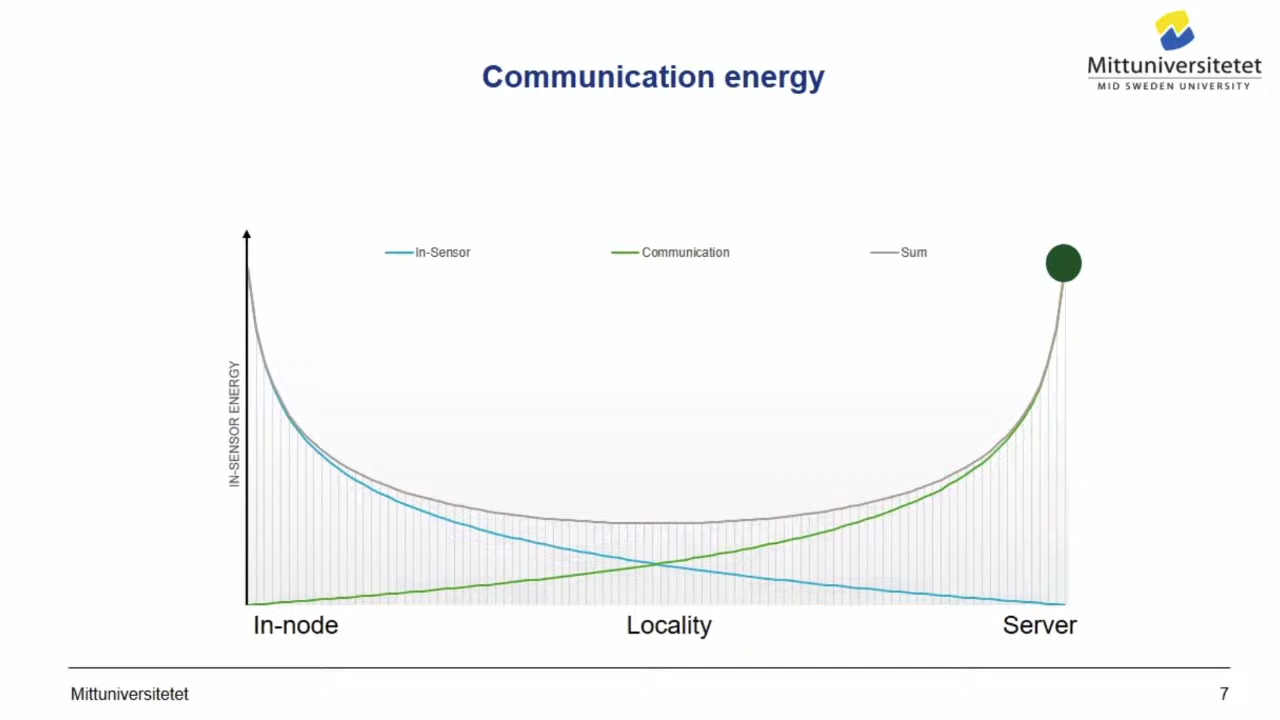 Communication energy
Mittuniversitetet
MID SWEDEN UNIVERSITY
In-Sensor
Communication
Sum
IN-SENSOR ENERGY
In-node
Locality
Server
Mittuniversitetet
7